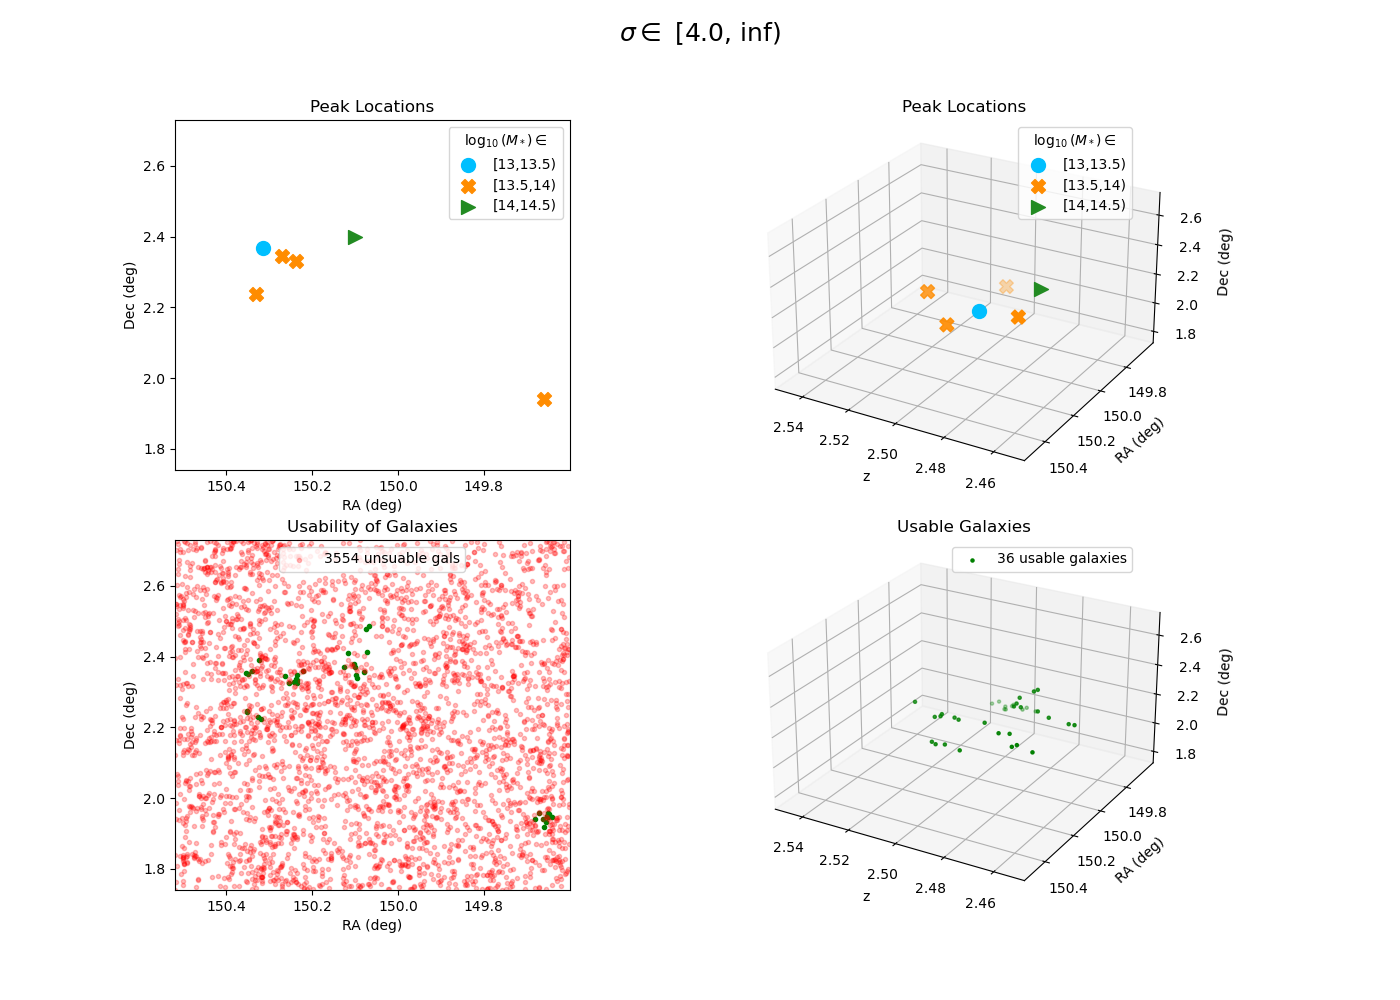 σ ∈ [4.0, inf)
Peak Locations
log₁₀(M*) ∈
[13,13.5)
[13.5,14)
[14,14.5)
2.6
2.4
2.2
2.0
1.8
Dec (deg)
150.4 150.2 150.0 149.8
RA (deg)
Peak Locations
log₁₀(M*) ∈
[13,13.5)
[13.5,14)
[14,14.5)
2.6
2.4
2.2
2.0
1.8
Dec (deg)
149.8
150.0
150.2
150.4
RA (deg)
2.54
2.52
2.50
2.48
2.46
z
Usability of Galaxies
3554 unsuable gals
2.6
2.4
2.2
2.0
1.8
Dec (deg)
150.4 150.2 150.0 149.8
RA (deg)
Usable Galaxies
36 usable galaxies
2.6
2.4
2.2
2.0
1.8
Dec (deg)
149.8
150.0
150.2
150.4
RA (deg)
2.54
2.52
2.50
2.48
2.46
z